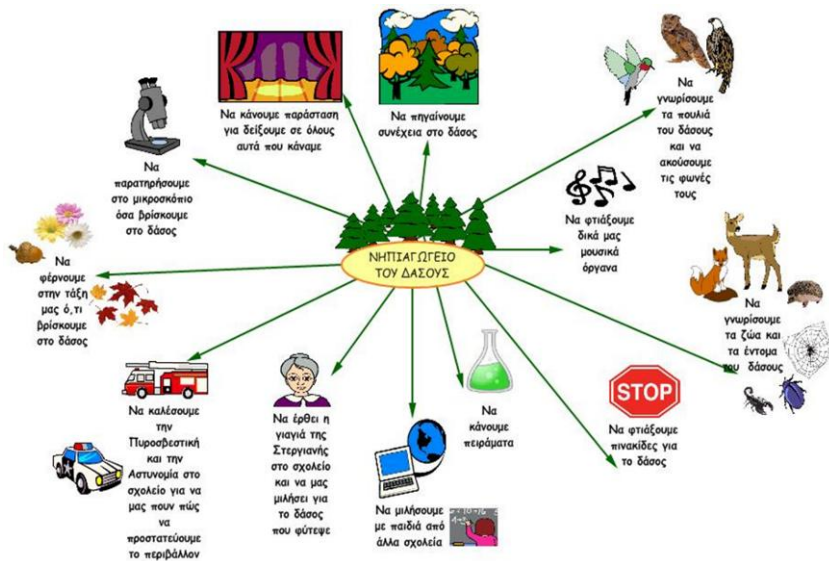 Να κάνουμε παράσταση
για δείξουμε σε όλους
αυτά που κάναμε
Να πηγαίνουμε
συνέχεια στο δάσος
Να
γνωρίσουμε
τα πουλιά
του δάσους
και να
ακούσουμε
τις φωνές
τους
Να
παρατηρήσουμε
στο μικροσκόπιο
όσα βρίσκουμε
στο δάσος
Να φτιάξουμε
δικά μας
μουσικά
όργανα
ΝΗΠΙΑΓΩΓΕΙΟ
ΤΟΥ ΔΑΣΟΥΣ
Να
φέρνουμε
στην τάξη
μας ό,τι
βρίσκουμε
στο δάσος
Να
γνωρίσουμε
τα ζώα και
τα έντομα
του δάσους
Να καλέσουμε
την
Πυροσβεστική
και την
Αστυνομία στο
σχολείο για να
μας πουν πώς
να
προστατεύουμε
το περιβάλλον
Να έρθει η
γιαγιά της
Στεργιανής
στο σχολείο
και να μας
μιλήσει για
το δάσος
που φύτεψε
Να μιλήσουμε
με παιδιά από
άλλα σχολεία
Να
κάνουμε
πειράματα
STOP
Να φτιάξουμε
πινακίδες για
το δάσος